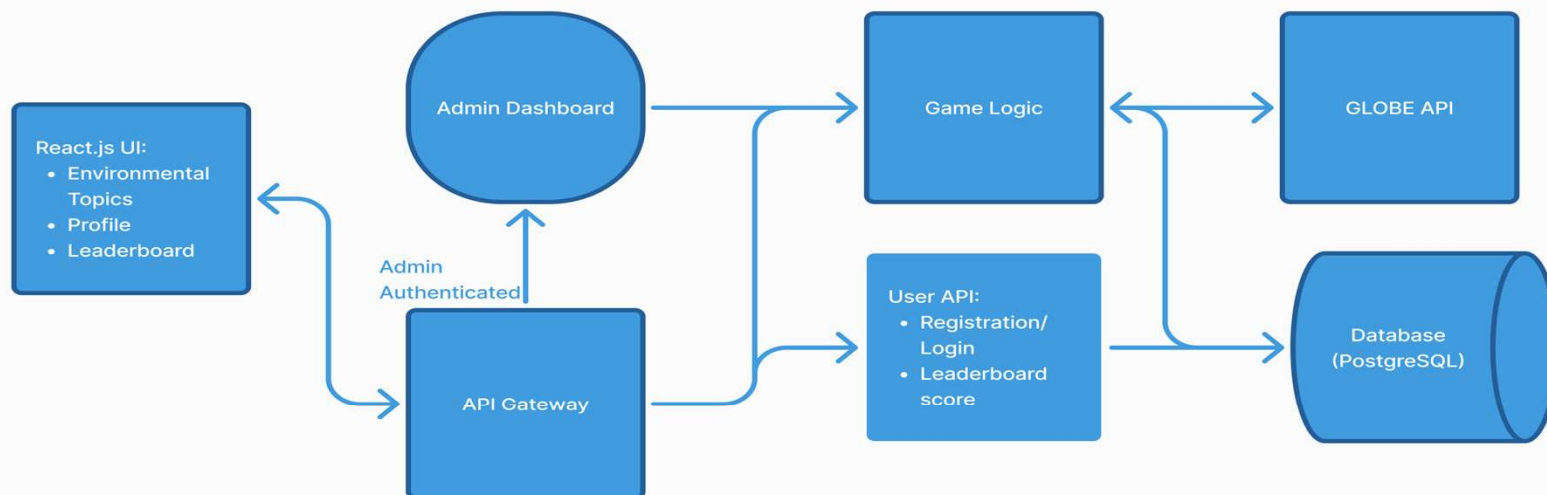 Admin Dashboard
Game Logic
GLOBE API
React.js UI:
• Environmental
Topics
• Profile
• Leaderboard
Admin
Authenticated
User API:
• Registration/
Login
• Leaderboard
score
Database
(PostgreSQL)
API Gateway